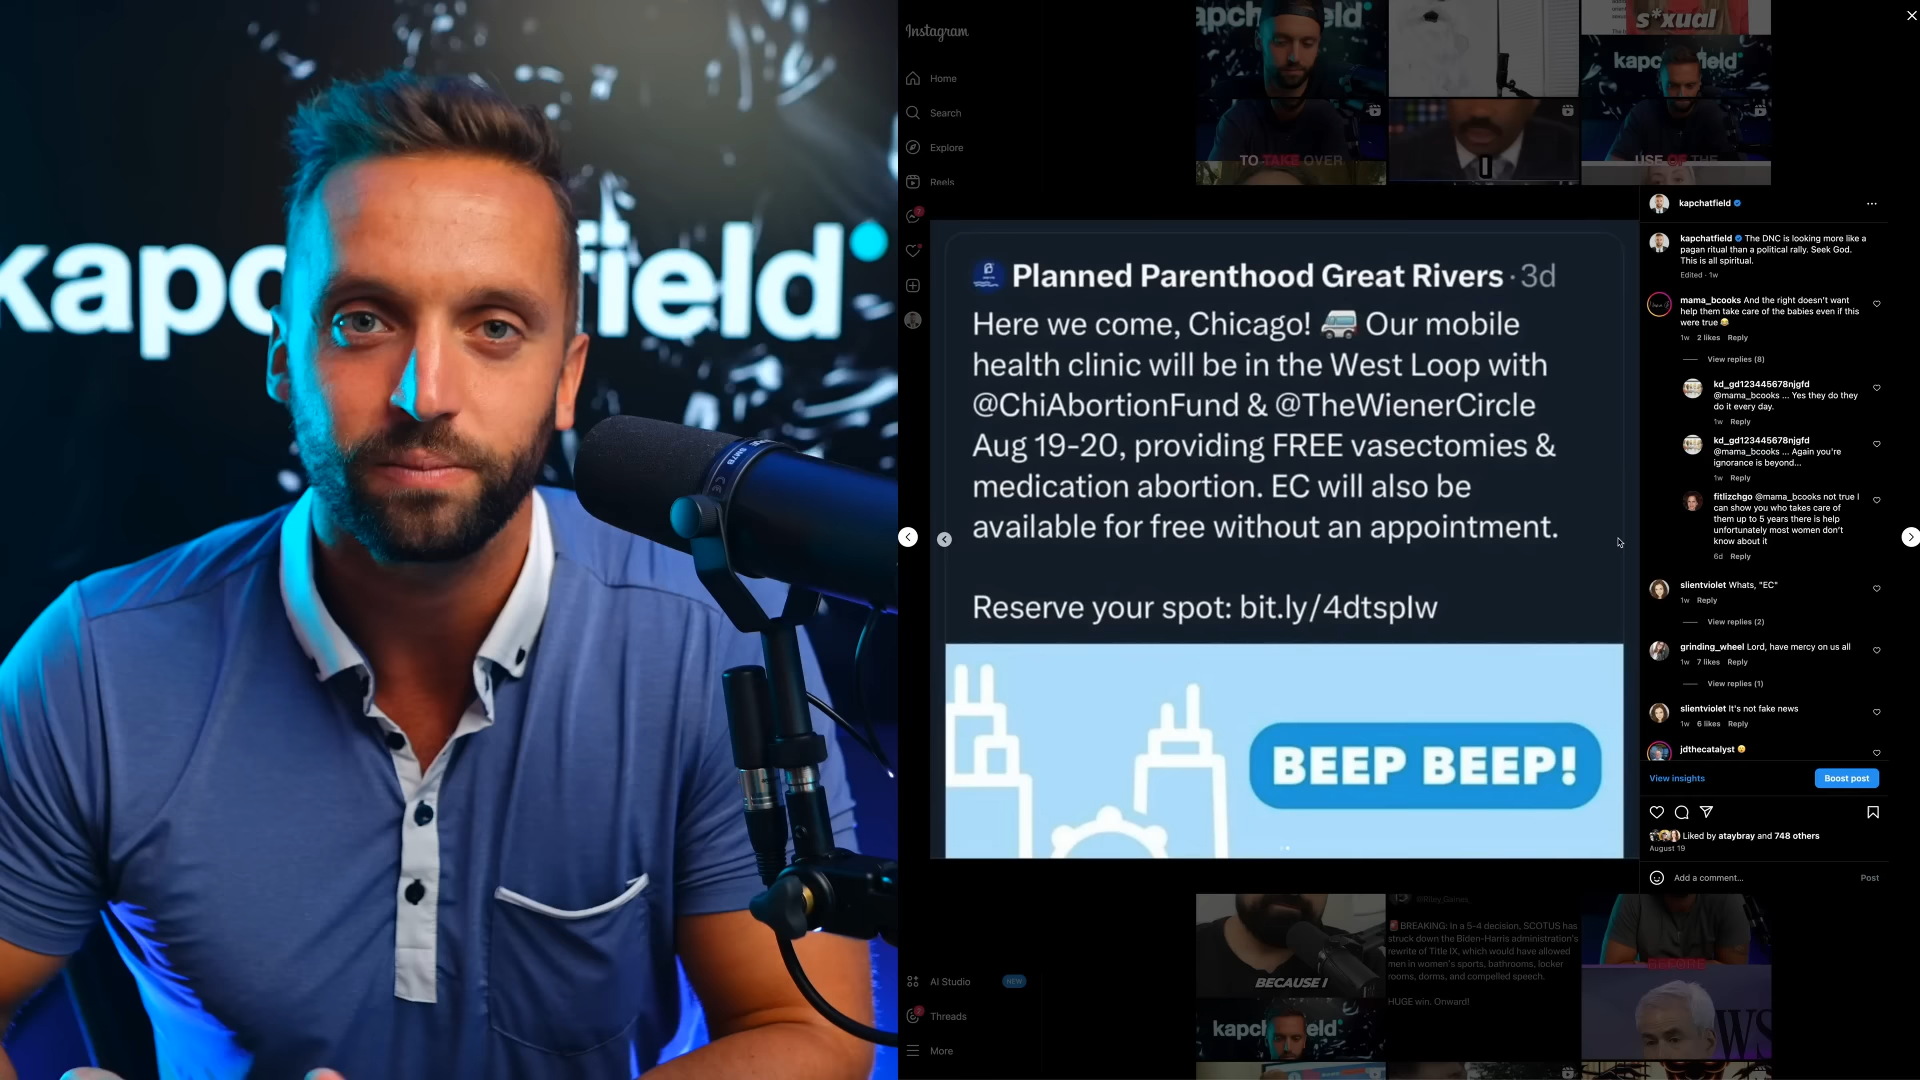 kapc field
SM7B
Instagram
Home
Search
Explore
Reels
AI Studio
NEW
Threads
More
TO TAKE OVER
s*xual
kapc field
USE OF THE
Planned Parenthood Great Rivers · 3d
Here we come, Chicago! 🚐 Our mobile
health clinic will be in the West Loop with
@ChiAbortionFund & @TheWienerCircle
Aug 19-20, providing FREE vasectomies &
medication abortion. EC will also be
available for free without an appointment.
Reserve your spot: bit.ly/4dtspIw
BEEP BEEP!
kapchatfield
kapchatfield The DNC is looking more like a
pagan ritual than a political rally. Seek God.
This is all spiritual.
Edited · 1w
mama_bcooks And the right doesn't want
help them take care of the babies even if this
were true 😂
1w 2 likes Reply
View replies (8)
kd_gd123445678njgfd
@mama_bcooks ... Yes they do they
do it every day.
1w Reply
kd_gd123445678njgfd
@mama_bcooks ... Again you're
ignorance is beyond...
1w Reply
fitlizchgo @mama_bcooks not true I
can show you who takes care of
them up to 5 years there is help
unfortunately most women don't
know about it
6d Reply
slientviolet Whats, "EC"
1w Reply
View replies (2)
grinding_wheel Lord, have mercy on us all
1w 7 likes Reply
View replies (1)
slientviolet It's not fake news
1w 6 likes Reply
jdthecatalyst 😮
View insights
Boost post
Liked by ataybray and 748 others
August 19
Add a comment...
Post
BECAUSE I
kapch eld
@Riley_Gaines_
🚨 BREAKING: In a 5-4 decision, SCOTUS has
struck down the Biden-Harris administration's
rewrite of Title IX, which would have allowed
men in women's sports, bathrooms, locker
rooms, dorms, and compelled speech.
HUGE win. Onward!
BEFORE